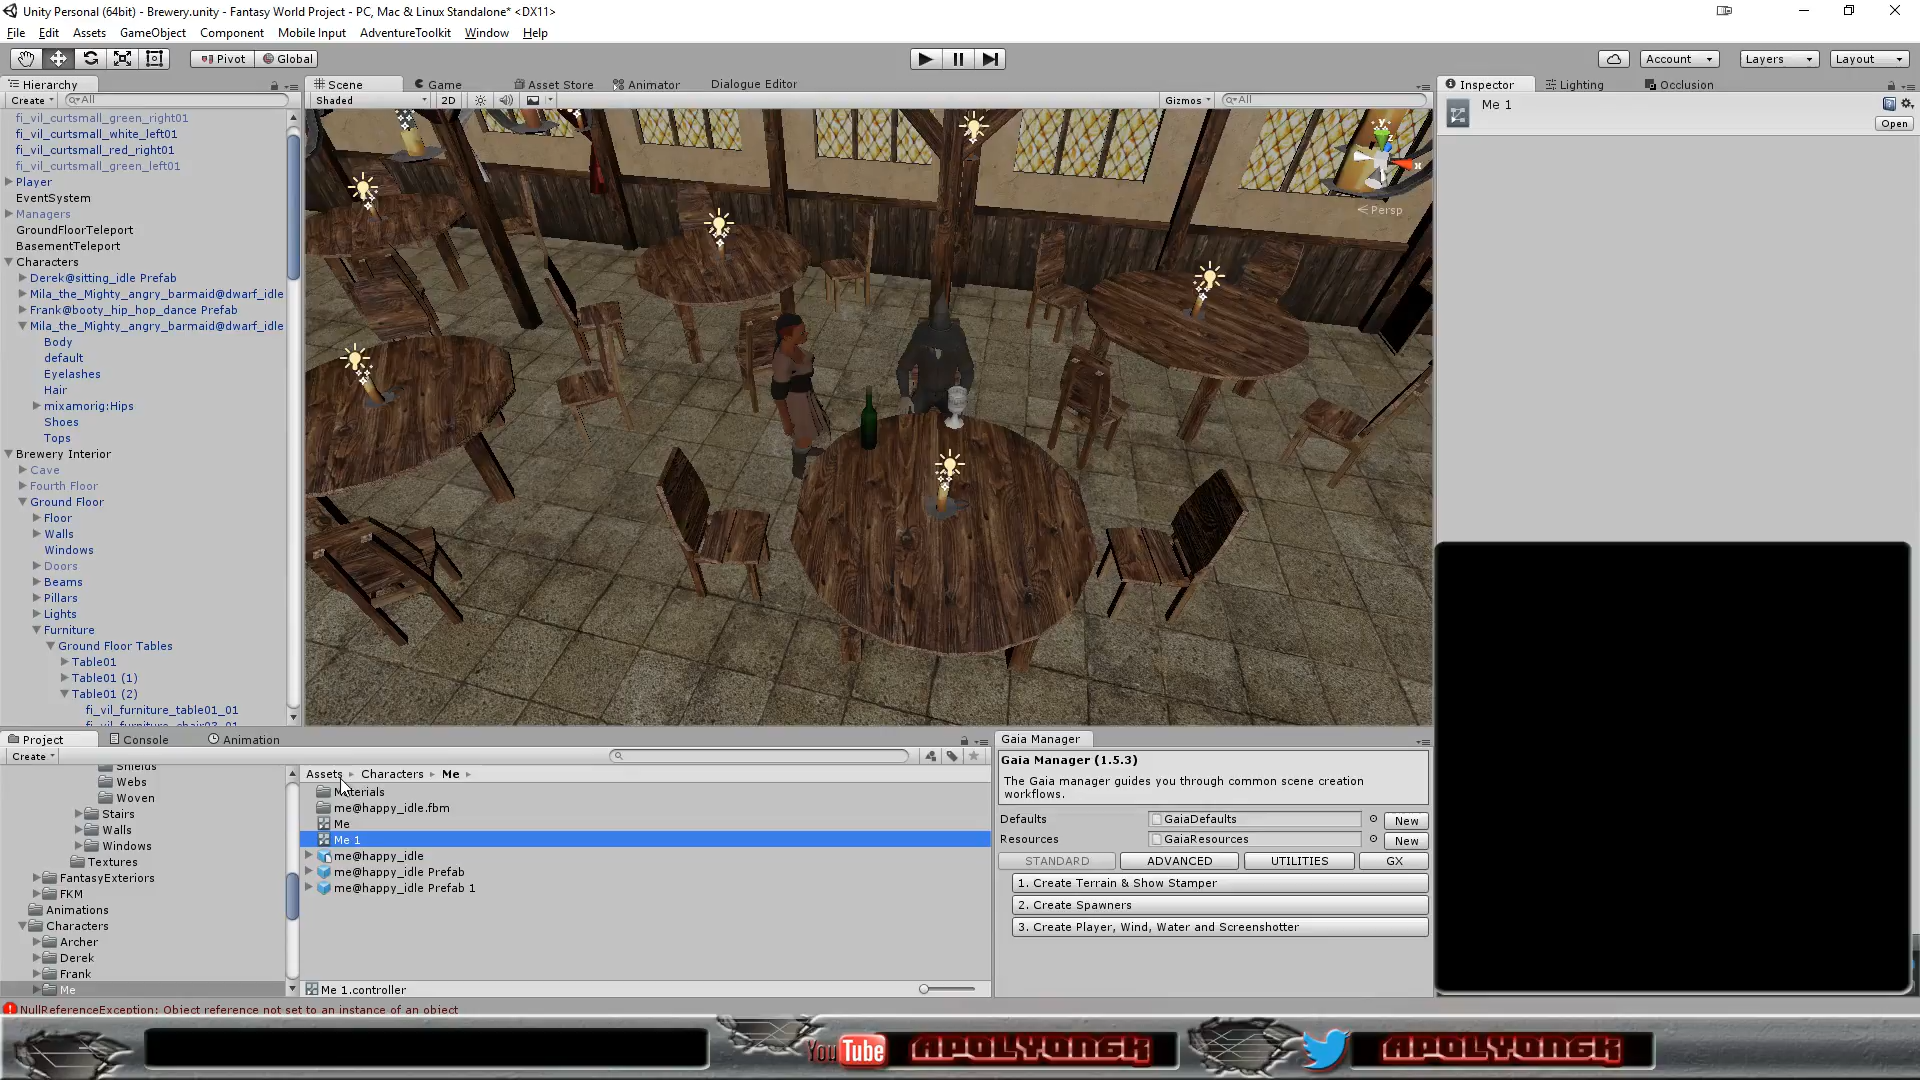 Unity Personal (64bit) - Brewery.unity - Fantasy World Project - PC, Mac & Linux Standalone* <DX11>
File Edit Assets GameObject Component Mobile Input AdventureToolkit Window Help
Pivot Global Account Layers Layout
Hierarchy Scene Game Asset Store Animator Dialogue Editor Inspector Lighting Occlusion
Create All Shaded 2D Gizmos All
Me 1
Open
fi_vil_curtsmall_green_right01
fi_vil_curtsmall_white_left01
fi_vil_curtsmall_red_right01
fi_vil_curtsmall_green_left01
Player
EventSystem
Managers
GroundFloorTeleport
BasementTeleport
Characters
Derek@sitting_idle Prefab
Mila_the_Mighty_angry_barmaid@dwarf_idle
Frank@booty_hip_hop_dance Prefab
Mila_the_Mighty_angry_barmaid@dwarf_idle
Body
default
Eyelashes
Hair
mixamorig:Hips
Shoes
Tops
Brewery Interior
Cave
Fourth Floor
Ground Floor
Floor
Walls
Windows
Doors
Beams
Pillars
Lights
Furniture
Ground Floor Tables
Table01
Table01 (1)
Table01 (2)
fi_vil_furniture_table01_01
fi_vil_furniture_chair03_01
y
z
x
Persp
Project Console Animation
Create
Shields
Webs
Woven
Stairs
Walls
Windows
Textures
FantasyExteriors
FKM
Animations
Characters
Archer
Derek
Frank
Me
Assets Characters Me
Materials
me@happy_idle.fbm
Me
Me 1
me@happy_idle
me@happy_idle Prefab
me@happy_idle Prefab 1
Me 1.controller
Gaia Manager
Gaia Manager (1.5.3)
The Gaia manager guides you through common scene creation
workflows.
Defaults GaiaDefaults New
Resources GaiaResources New
STANDARD ADVANCED UTILITIES GX
1. Create Terrain & Show Stamper
2. Create Spawners
3. Create Player, Wind, Water and Screenshotter
NullReferenceException: Object reference not set to an instance of an object
YouTube APOLYONGK APOLYONGK